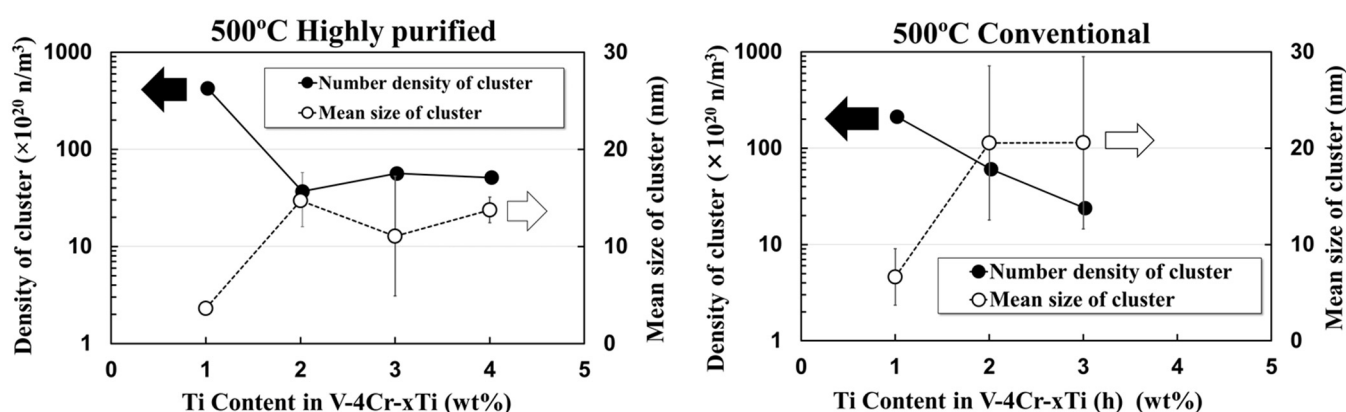 500ºC Highly purified
Density of cluster (×10²⁰ n/m³)
1000
100
10
1
Number density of cluster
Mean size of cluster
30
20
10
0
Mean size of cluster (nm)
0 1 2 3 4 5
Ti Content in V-4Cr-xTi (wt%)
500ºC Conventional
Density of cluster (×10²⁰ n/m³)
1000
100
10
1
Number density of cluster
Mean size of cluster
30
20
10
0
Mean size of cluster (nm)
0 1 2 3 4 5
Ti Content in V-4Cr-xTi (h) (wt%)